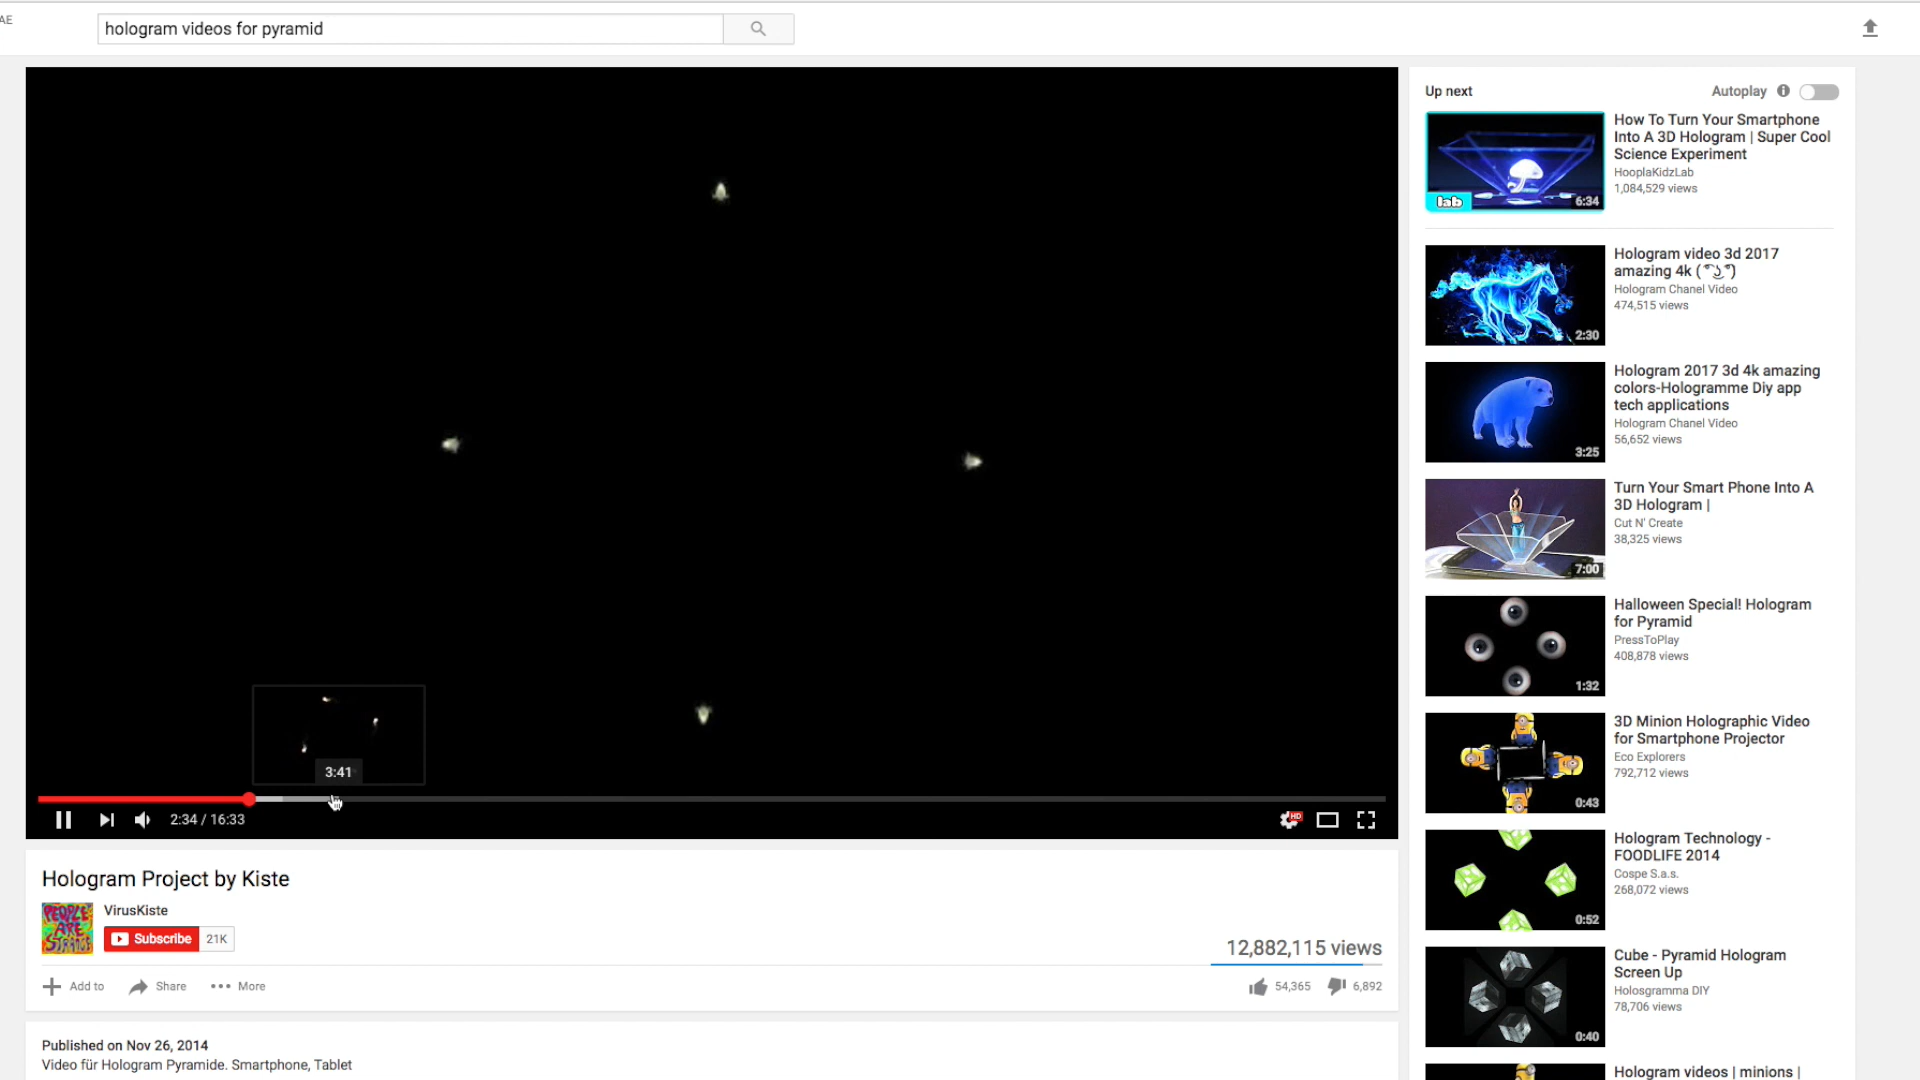 AE
hologram videos for pyramid
Up next
Autoplay
How To Turn Your Smartphone
Into A 3D Hologram | Super Cool
Science Experiment
HooplaKidzLab
1,084,529 views
lab
6:34
Hologram video 3d 2017
amazing 4k ( ͡° ͜ʖ ͡°)
Hologram Chanel Video
474,515 views
2:30
Hologram 2017 3d 4k amazing
colors-Hologramme Diy app
tech applications
Hologram Chanel Video
56,652 views
3:25
Turn Your Smart Phone Into A
3D Hologram |
Cut N' Create
38,325 views
7:00
Halloween Special! Hologram
for Pyramid
PressToPlay
408,878 views
1:32
3D Minion Holographic Video
for Smartphone Projector
Eco Explorers
792,712 views
0:43
Hologram Technology -
FOODLIFE 2014
Cospe S.a.s.
268,072 views
0:52
Cube - Pyramid Hologram
Screen Up
Hologramma DIY
78,706 views
0:40
Hologram videos | minions |
3:41
2:34 / 16:33
HD
Hologram Project by Kiste
PEOPLE
ARE
STRANGE
VirusKiste
Subscribe 21K
12,882,115 views
Add to Share More
54,365 6,892
Published on Nov 26, 2014
Video für Hologram Pyramide. Smartphone, Tablet